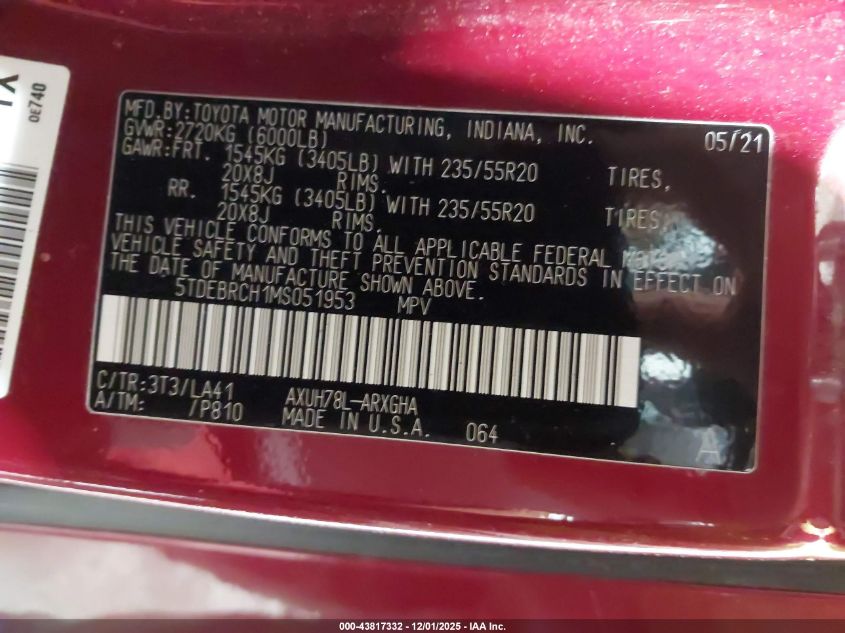 MFD. BY: TOYOTA MOTOR MANUFACTURING, INDIANA, INC. 05/21
GVWR: 2720KG (6000LB)
GAWR: FRT. 1545KG (3405LB) WITH 235/55R20 TIRES,
20X8J RIMS.
RR. 1545KG (3405LB) WITH 235/55R20 TIRES,
20X8J RIMS.
THIS VEHICLE CONFORMS TO ALL APPLICABLE FEDERAL
VEHICLE SAFETY AND THEFT PREVENTION STANDARDS IN EFFECT ON
THE DATE OF MANUFACTURE SHOWN ABOVE.
5TDEBRCH1MS051953 MPV
C/TR: 3T3/LA41 AXUH78L-ARXGHA
A/TM: /P810 MADE IN U.S.A. 064
A
OE740
000-43817332 - 12/01/2025 - IAA Inc.